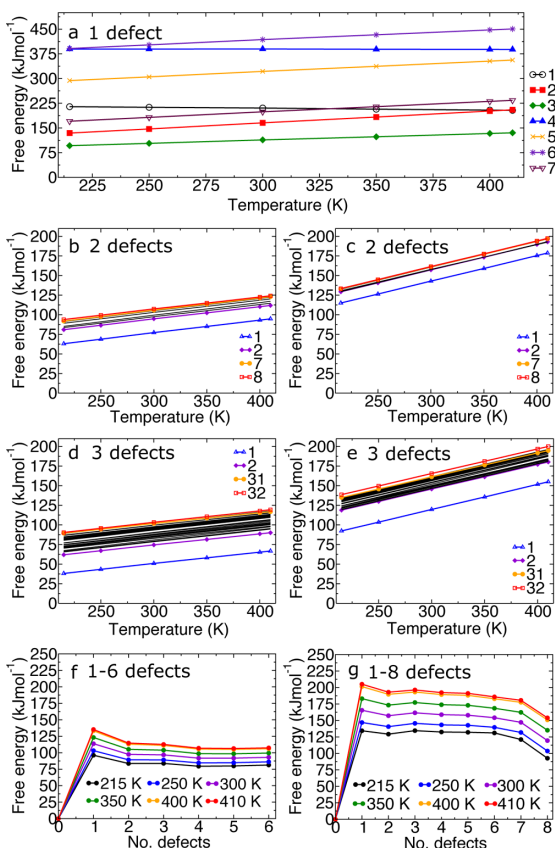 a 1 defect
Free energy (kJmol⁻¹)
450
375
300
225
150
75
0
225 250 275 300 325 350 375 400
Temperature (K)
1
2
3
4
5
6
7
b 2 defects
Free energy (kJmol⁻¹)
200
175
150
125
100
75
50
25
0
250 300 350 400
Temperature (K)
1
2
7
8
c 2 defects
Free energy (kJmol⁻¹)
200
175
150
125
100
75
50
25
0
250 300 350 400
Temperature (K)
1
2
7
8
d 3 defects
Free energy (kJmol⁻¹)
200
175
150
125
100
75
50
25
0
250 300 350 400
Temperature (K)
1
2
31
32
e 3 defects
Free energy (kJmol⁻¹)
200
175
150
125
100
75
50
25
0
250 300 350 400
Temperature (K)
1
2
31
32
f 1-6 defects
Free energy (kJmol⁻¹)
250
225
200
175
150
125
100
75
50
25
0
0 1 2 3 4 5 6
No. defects
215 K 250 K 300 K
350 K 400 K 410 K
g 1-8 defects
Free energy (kJmol⁻¹)
250
225
200
175
150
125
100
75
50
25
0
0 1 2 3 4 5 6 7 8
No. defects
215 K 250 K 300 K
350 K 400 K 410 K